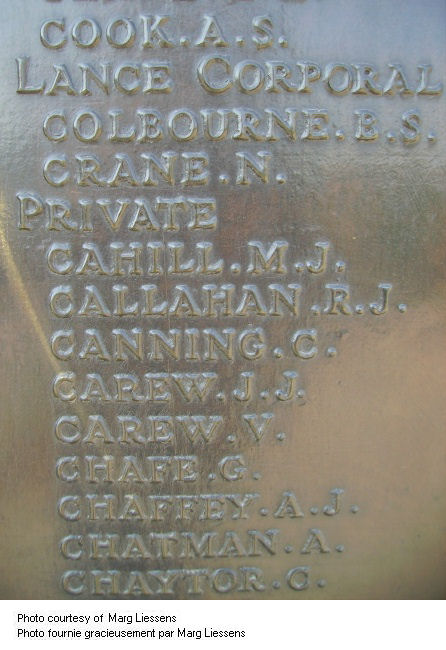 COOK.A.S.
LANCE CORPORAL
COLBOURNE.B.S.
CRANE.N.
PRIVATE
CAHILL.M.J.
CALLAHAN.R.J.
CANNING.C.
CAREW.J.J.
CAREW.V.
CHAFE.G.
CHAFFEY.A.J.
CHATMAN.A.
CHAYTOR.C.
Photo courtesy of Marg Liessens
Photo fournie gracieusement par Marg Liessens